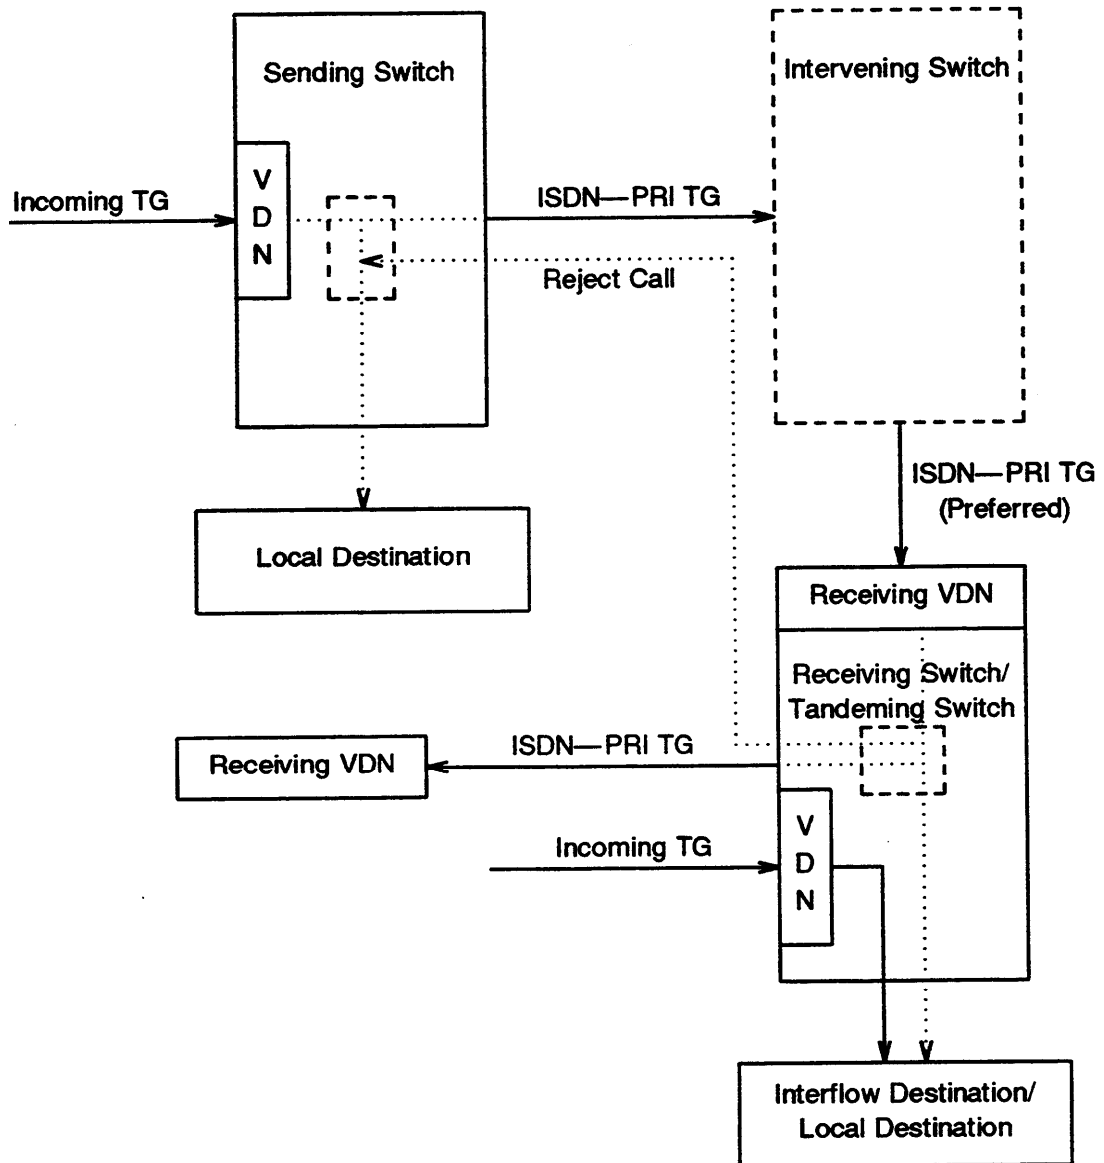 Sending Switch
Intervening Switch
V
D
N
Incoming TG
ISDN—PRI TG
Reject Call
ISDN—PRI TG
(Preferred)
Local Destination
Receiving VDN
Receiving Switch/
Tandeming Switch
ISDN—PRI TG
Receiving VDN
Incoming TG
V
D
N
Interflow Destination/
Local Destination